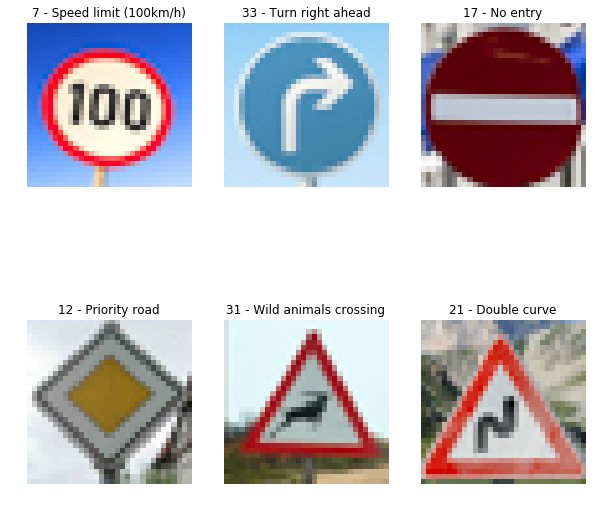 7 - Speed limit (100km/h)
33 - Turn right ahead
17 - No entry
100
12 - Priority road
31 - Wild animals crossing
21 - Double curve